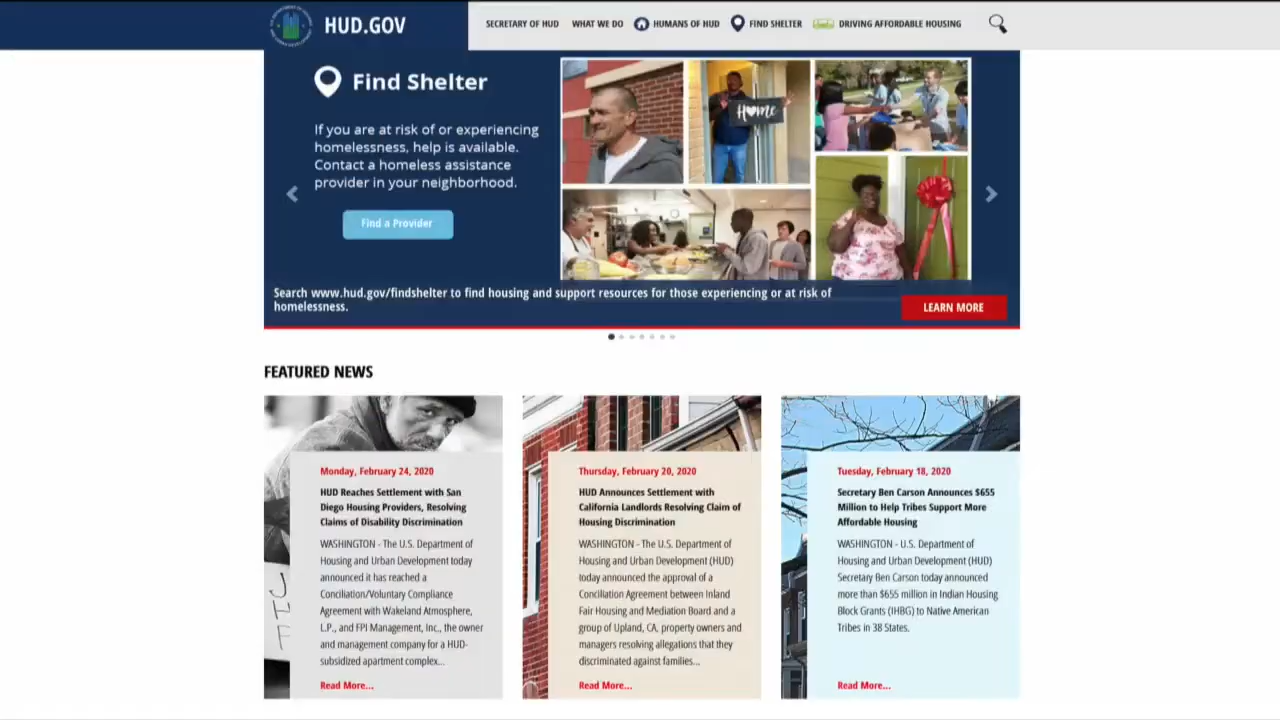 HUD.GOV
SECRETARY OF HUD WHAT WE DO HUMANS OF HUD FIND SHELTER DRIVING AFFORDABLE HOUSING
Find Shelter
If you are at risk of or experiencing
homelessness, help is available.
Contact a homeless assistance
provider in your neighborhood.
Find a Provider
Home
Search www.hud.gov/findshelter to find housing and support resources for those experiencing or at risk of
homelessness.
LEARN MORE
FEATURED NEWS
Monday, February 24, 2020
HUD Reaches Settlement with San
Diego Housing Providers, Resolving
Claims of Disability Discrimination
WASHINGTON - The U.S. Department of
Housing and Urban Development today
announced it has reached a
Conciliation/Voluntary Compliance
Agreement with Wakeland Atmosphere,
L.P., and FPI Management, Inc., the owner
and management company for a HUD-
subsidized apartment complex...
Read More...
Thursday, February 20, 2020
HUD Announces Settlement with
California Landlords Resolving Claim of
Housing Discrimination
WASHINGTON - The U.S. Department of
Housing and Urban Development (HUD)
today announced the approval of a
Conciliation Agreement between Inland
Fair Housing and Mediation Board and a
group of Upland, CA, property owners and
managers resolving allegations that they
discriminated against families...
Read More...
Tuesday, February 18, 2020
Secretary Ben Carson Announces $655
Million to Help Tribes Support More
Affordable Housing
WASHINGTON - U.S. Department of
Housing and Urban Development (HUD)
Secretary Ben Carson today announced
more than $655 million in Indian Housing
Block Grants (IHBG) to Native American
Tribes in 38 States.
Read More...